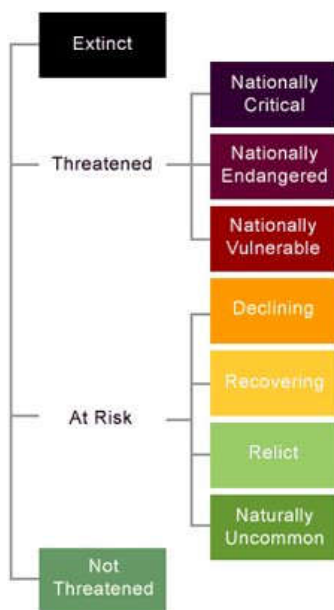 Extinct
Threatened
Nationally
Critical
Nationally
Endangered
Nationally
Vulnerable
At Risk
Declining
Recovering
Relict
Naturally
Uncommon
Not
Threatened